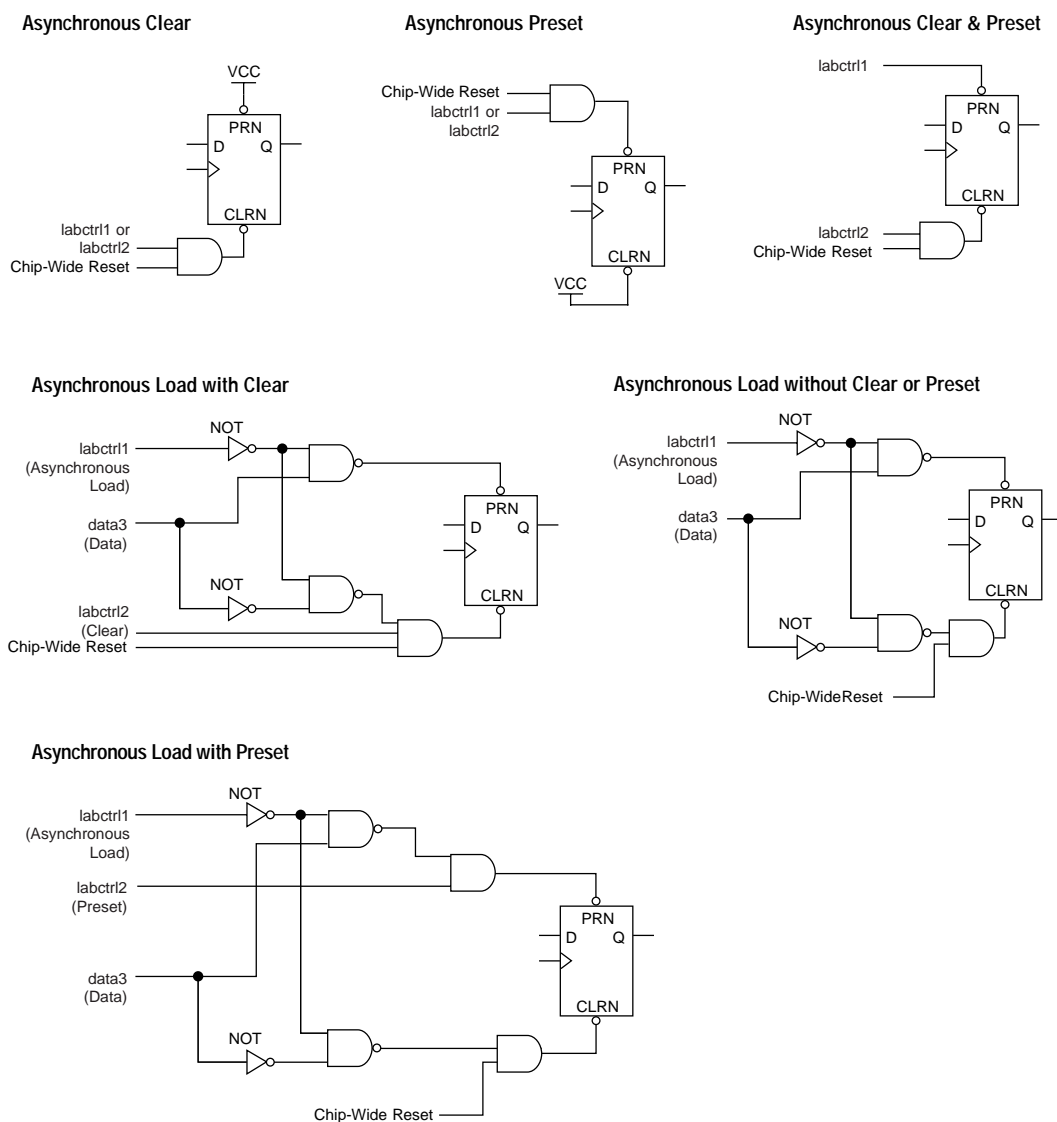 Asynchronous Clear
VCC
PRN
D Q
CLRN
labctrl1 or
labctrl2
Chip-Wide Reset
Asynchronous Preset
Chip-Wide Reset
labctrl1 or
labctrl2
PRN
D Q
CLRN
VCC
Asynchronous Clear & Preset
labctrl1
PRN
D Q
CLRN
labctrl2
Chip-Wide Reset
Asynchronous Load with Clear
NOT
labctrl1
(Asynchronous
Load)
PRN
D Q
data3
(Data)
NOT
CLRN
labctrl2
(Clear)
Chip-Wide Reset
Asynchronous Load without Clear or Preset
NOT
labctrl1
(Asynchronous
Load)
PRN
D Q
data3
(Data)
CLRN
NOT
Chip-WideReset
Asynchronous Load with Preset
NOT
labctrl1
(Asynchronous
Load)
labctrl2
(Preset)
PRN
D Q
data3
(Data)
CLRN
NOT
Chip-Wide Reset